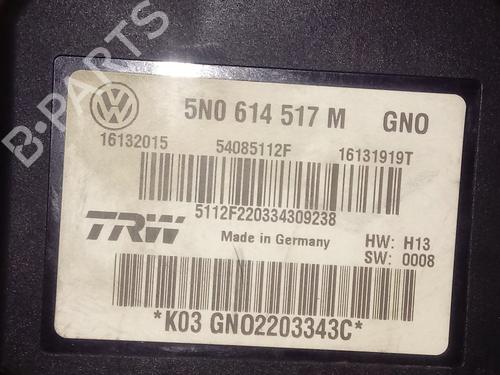 B-PARTS
5N0 614 517 M GNO
16132015 54085112F 16131919T
5112F220334309238
TRW Made in Germany HW: H13
SW: 0008
*K03 GNO2203343C*